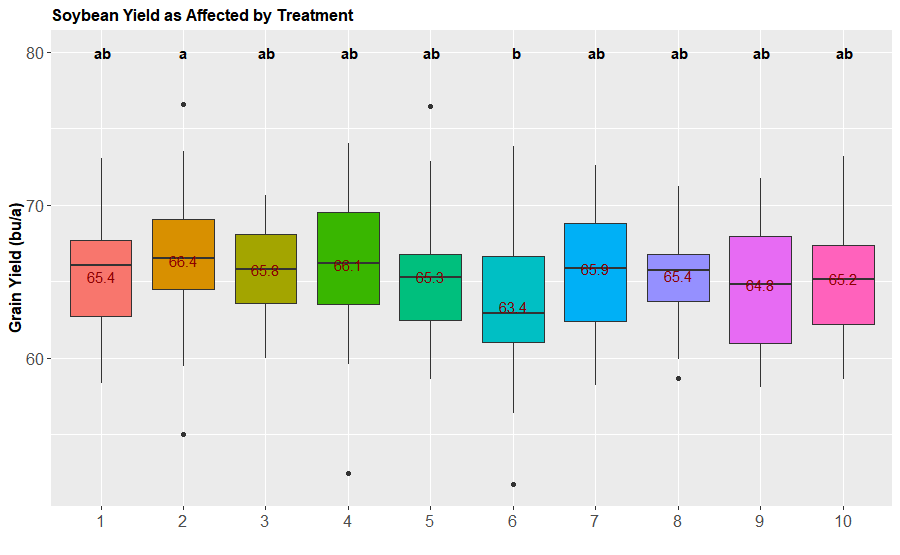 Soybean Yield as Affected by Treatment
Grain Yield (bu/a)
80
70
60
ab a ab ab ab b ab ab ab ab
65.4 66.4 65.8 66.1 65.3 63.4 65.9 65.4 64.8 65.2
1 2 3 4 5 6 7 8 9 10